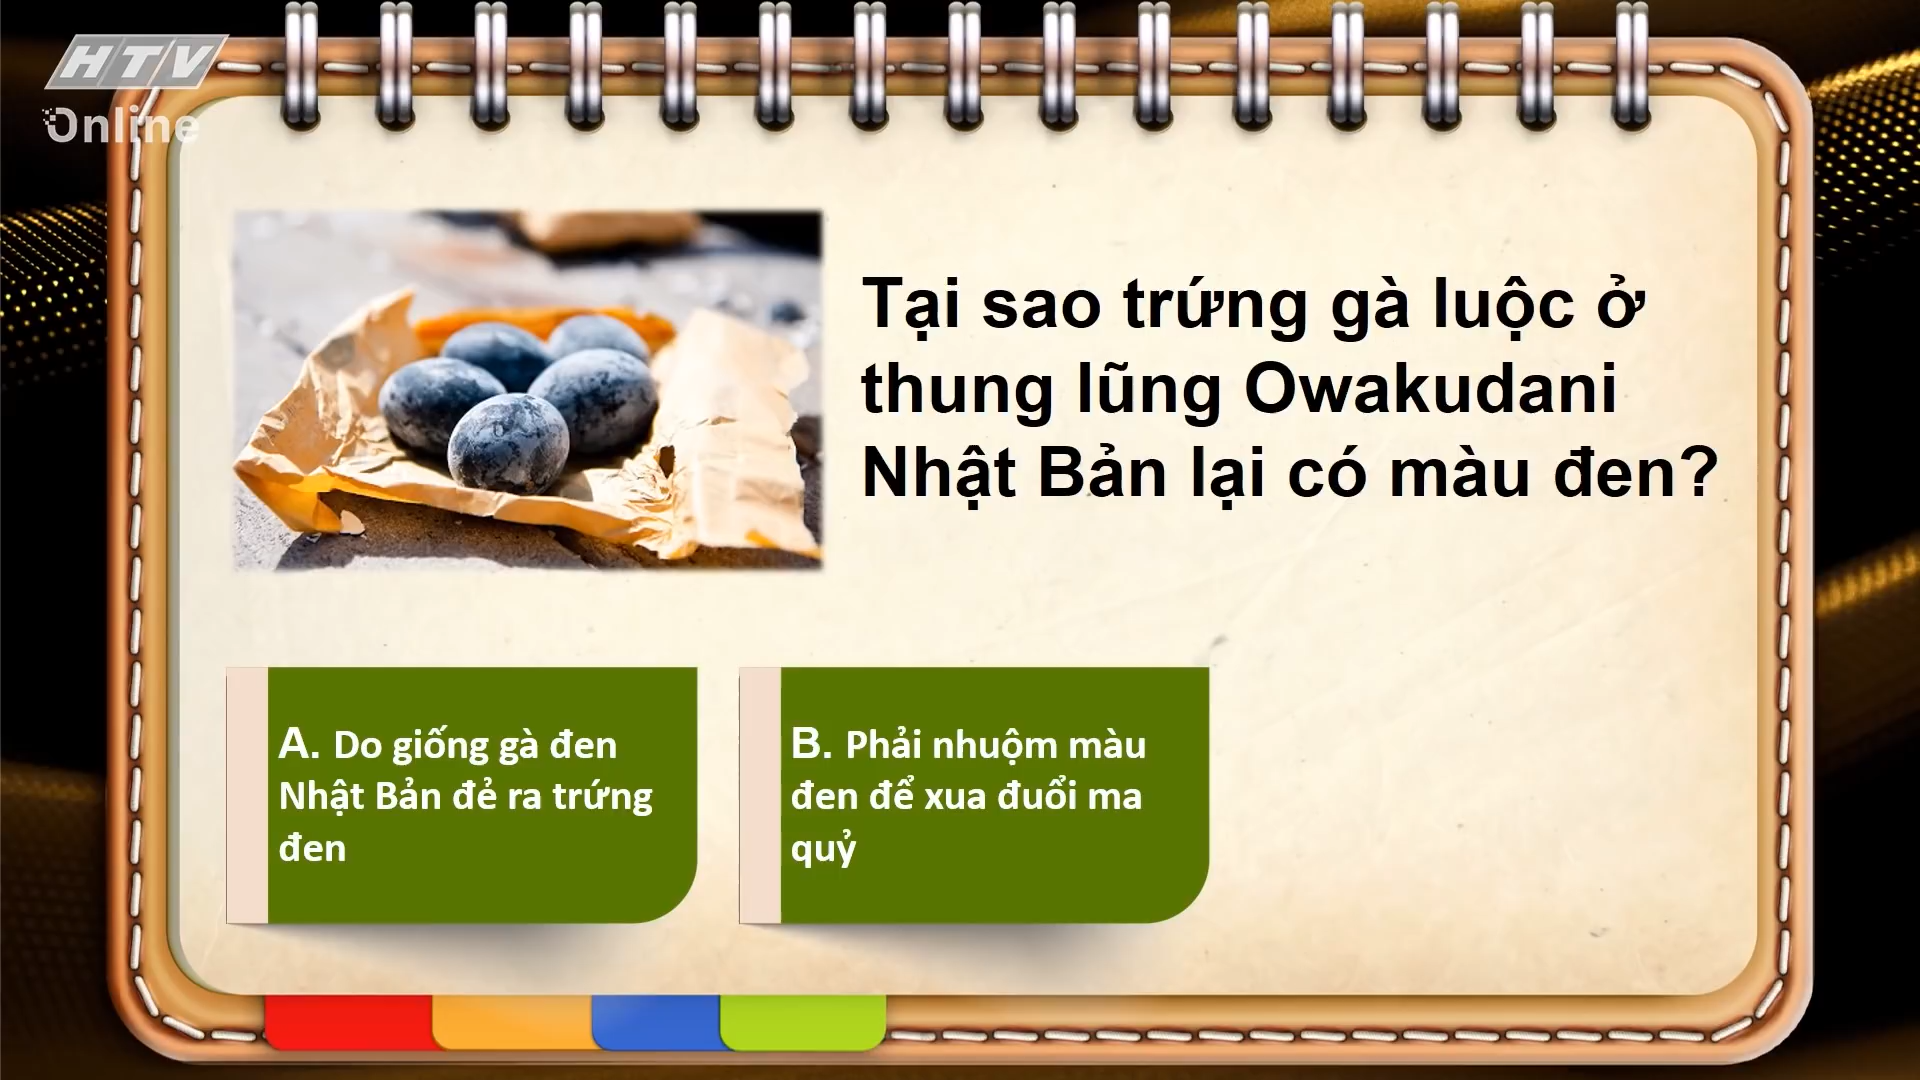 HTV
Online
Tại sao trứng gà luộc ở
thung lũng Owakudani
Nhật Bản lại có màu đen?
A. Do giống gà đen
Nhật Bản đẻ ra trứng
đen
B. Phải nhuộm màu
đen để xua đuổi ma
quỷ